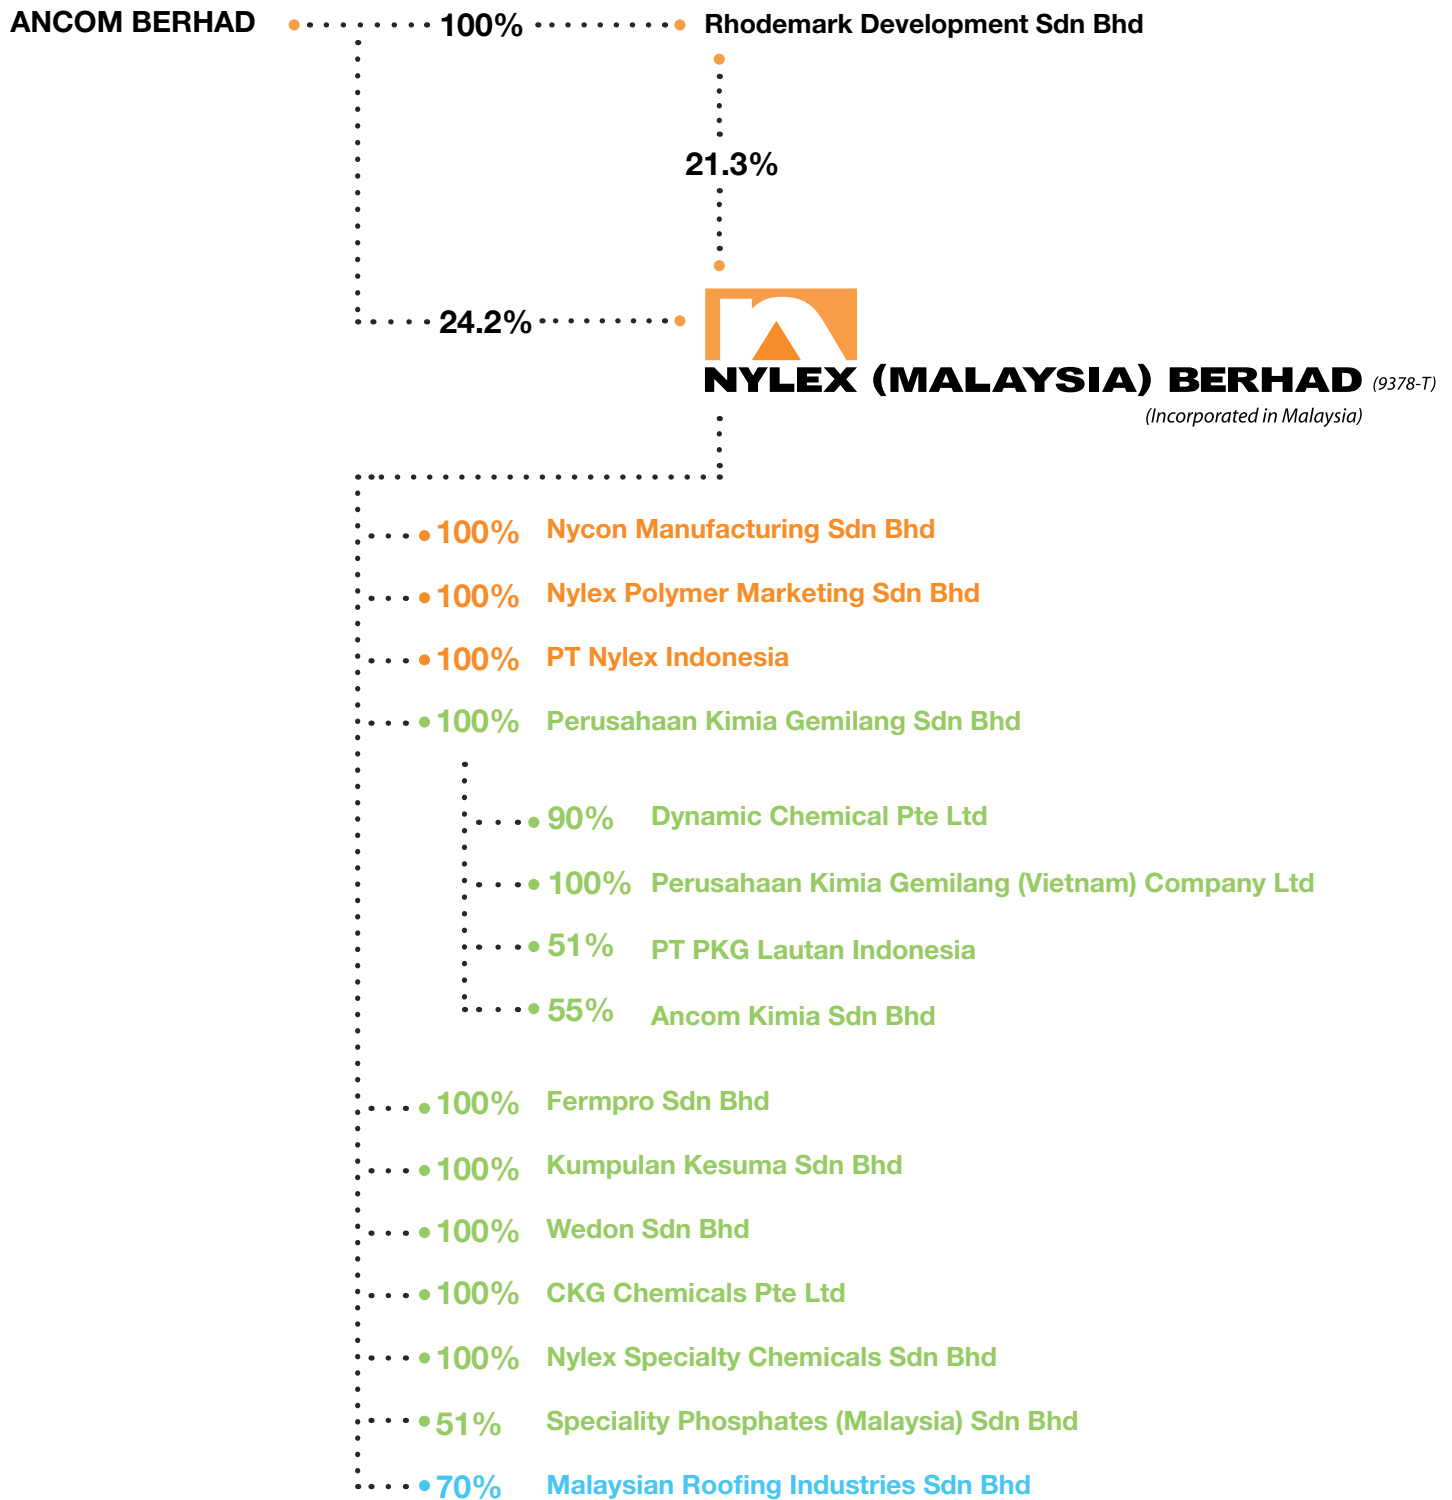 ANCOM BERHAD 100% Rhodemark Development Sdn Bhd
21.3%
24.2%
NYLEX (MALAYSIA) BERHAD (9378-T)
(Incorporated in Malaysia)
100% Nycon Manufacturing Sdn Bhd
100% Nylex Polymer Marketing Sdn Bhd
100% PT Nylex Indonesia
100% Perusahaan Kimia Gemilang Sdn Bhd
90% Dynamic Chemical Pte Ltd
100% Perusahaan Kimia Gemilang (Vietnam) Company Ltd
51% PT PKG Lautan Indonesia
55% Ancom Kimia Sdn Bhd
100% Fermpro Sdn Bhd
100% Kumpulan Kesuma Sdn Bhd
100% Wedon Sdn Bhd
100% CKG Chemicals Pte Ltd
100% Nylex Specialty Chemicals Sdn Bhd
51% Speciality Phosphates (Malaysia) Sdn Bhd
70% Malaysian Roofing Industries Sdn Bhd